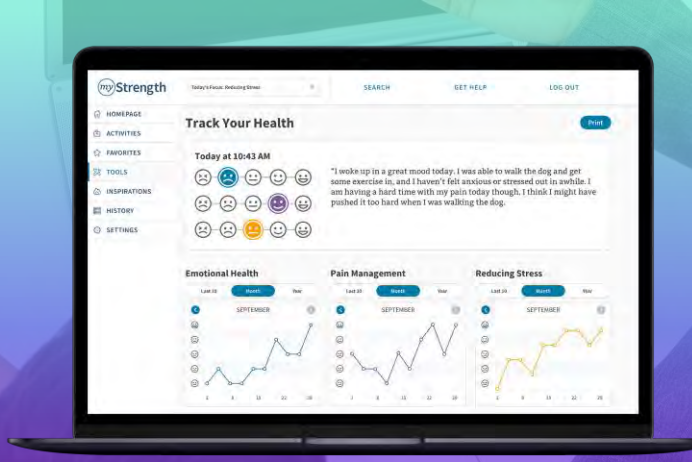 myStrength
Today's Focus: Reducing Stress
SEARCH
GET HELP
LOG OUT
HOMEPAGE
ACTIVITIES
FAVORITES
TOOLS
INSPIRATIONS
HISTORY
SETTINGS
Track Your Health
Print
Today at 10:43 AM
"I woke up in a great mood today. I was able to walk the dog and get
some exercise in, and I haven't felt anxious or stressed out in awhile. I
am having a hard time with my pain today though. I think I might have
pushed it too hard when I was walking the dog.
Emotional Health
Month
Year
SEPTEMBER
Pain Management
Month
Year
SEPTEMBER
Reducing Stress
Month
Year
SEPTEMBER